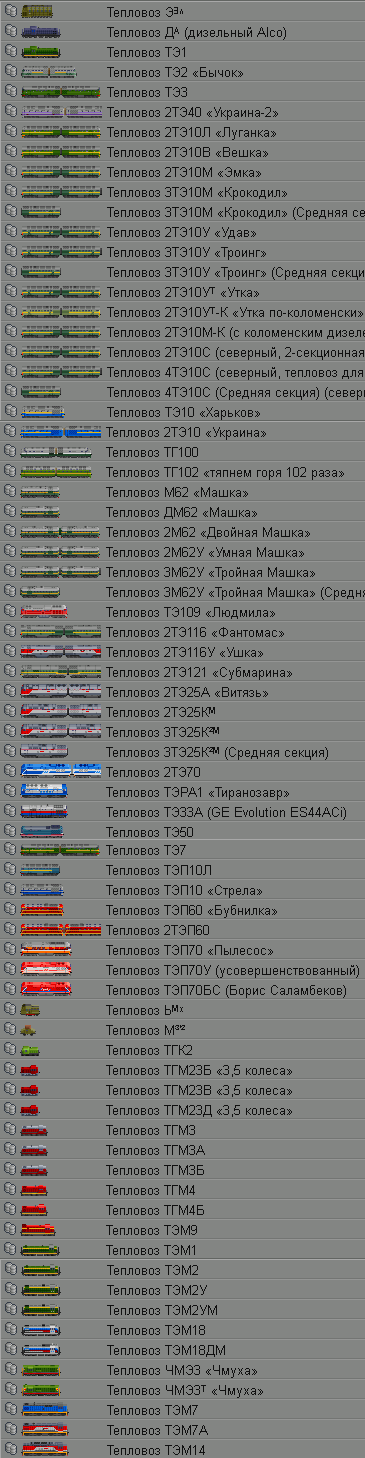 Тепловоз Ээл
Тепловоз Дᴬ (дизельный Alco)
Тепловоз ТЭ1
Тепловоз ТЭ2 «Бычок»
Тепловоз ТЭ3
Тепловоз 2ТЭ40 «Украина-2»
Тепловоз 2ТЭ10Л «Луганка»
Тепловоз 2ТЭ10В «Вешка»
Тепловоз 2ТЭ10М «Эмка»
Тепловоз 3ТЭ10М «Крокодил»
Тепловоз 3ТЭ10М «Крокодил» (Средняя се
Тепловоз 2ТЭ10У «Удав»
Тепловоз 3ТЭ10У «Троинг»
Тепловоз 3ТЭ10У «Троинг» (Средняя секци
Тепловоз 2ТЭ10Уᵀ «Утка»
Тепловоз 2ТЭ10Уᵀ-К «Утка по-коломенски»
Тепловоз 2ТЭ10М-К (с коломенским дизеле
Тепловоз 2ТЭ10С (северный, 2-секционная
Тепловоз 4ТЭ10С (северный, тепловоз для
Тепловоз 4ТЭ10С (Средняя секция) (север
Тепловоз ТЭ10 «Харьков»
Тепловоз 2ТЭ10 «Украина»
Тепловоз ТГ100
Тепловоз ТГ102 «тяпнем горя 102 раза»
Тепловоз М62 «Машка»
Тепловоз ДМ62 «Машка»
Тепловоз 2М62 «Двойная Машка»
Тепловоз 2М62У «Умная Машка»
Тепловоз 3М62У «Тройная Машка»
Тепловоз 3М62У «Тройная Машка» (Средня
Тепловоз ТЭ109 «Людмила»
Тепловоз 2ТЭ116 «Фантомас»
Тепловоз 2ТЭ116У «Ушка»
Тепловоз 2ТЭ121 «Субмарина»
Тепловоз 2ТЭ25А «Витязь»
Тепловоз 2ТЭ25Кᴹ
Тепловоз 3ТЭ25К²ᴹ
Тепловоз 3ТЭ25К²ᴹ (Средняя секция)
Тепловоз 2ТЭ70
Тепловоз ТЭРА1 «Тиранозавр»
Тепловоз ТЭ33А (GE Evolution ES44ACi)
Тепловоз ТЭ50
Тепловоз ТЭ7
Тепловоз ТЭП10Л
Тепловоз ТЭП10 «Стрела»
Тепловоз ТЭП60 «Бубнилка»
Тепловоз 2ТЭП60
Тепловоз ТЭП70 «Пылесос»
Тепловоз ТЭП70У (усовершенствованный)
Тепловоз ТЭП70БС (Борис Саламбеков)
Тепловоз
Тепловоз
Тепловоз ТГК2
Тепловоз ТГМ23Б «3,5 колеса»
Тепловоз ТГМ23В «3,5 колеса»
Тепловоз ТГМ23Д «3,5 колеса»
Тепловоз ТГМ3
Тепловоз ТГМ3А
Тепловоз ТГМ3Б
Тепловоз ТГМ4
Тепловоз ТГМ4Б
Тепловоз ТЭМ9
Тепловоз ТЭМ1
Тепловоз ТЭМ2
Тепловоз ТЭМ2У
Тепловоз ТЭМ2УМ
Тепловоз ТЭМ18
Тепловоз ТЭМ18ДМ
Тепловоз ЧМЭ3 «Чмуха»
Тепловоз ЧМЭ3ᵀ «Чмуха»
Тепловоз ТЭМ7
Тепловоз ТЭМ7А
Тепловоз ТЭМ14